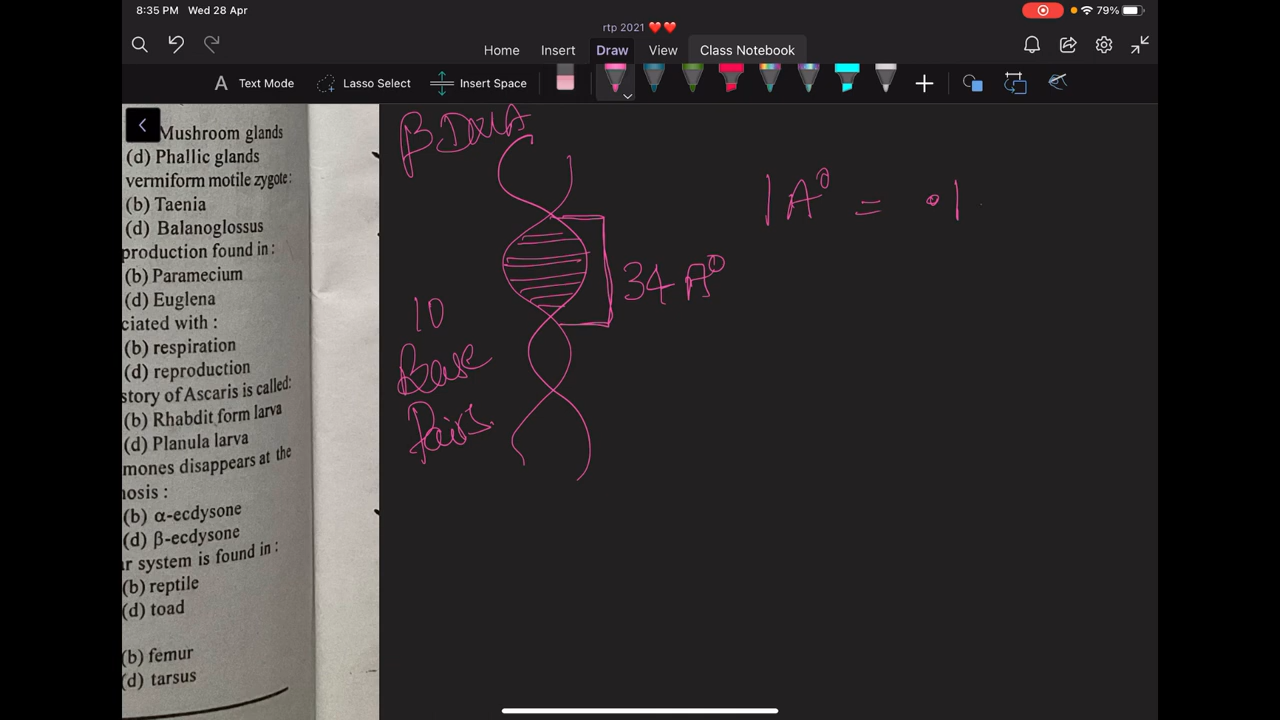 8:35 PM Wed 28 Apr
79%
rtp 2021 ❤️❤️
Home Insert Draw View Class Notebook
Text Mode Lasso Select Insert Space
Mushroom glands
(d) Phallic glands
vermiform motile zygote:
(b) Taenia
(d) Balanoglossus
production found in :
(b) Paramecium
(d) Euglena
ciated with :
(b) respiration
(d) reproduction
story of Ascaris is called:
(b) Rhabdit form larva
(d) Planula larva
mones disappears at the
nosis :
(b) α-ecdysone
(d) β-ecdysone
ar system is found in :
(b) reptile
(d) toad
(b) femur
(d) tarsus
β DNA
34 A°
10
Base
Pairs.
1 A° = .1